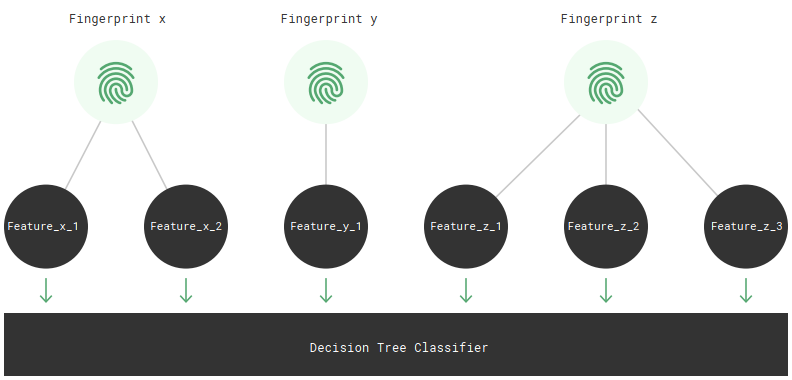 Fingerprint x
Fingerprint y
Fingerprint z
Feature_x_1
Feature_x_2
Feature_y_1
Feature_z_1
Feature_z_2
Feature_z_3
Decision Tree Classifier